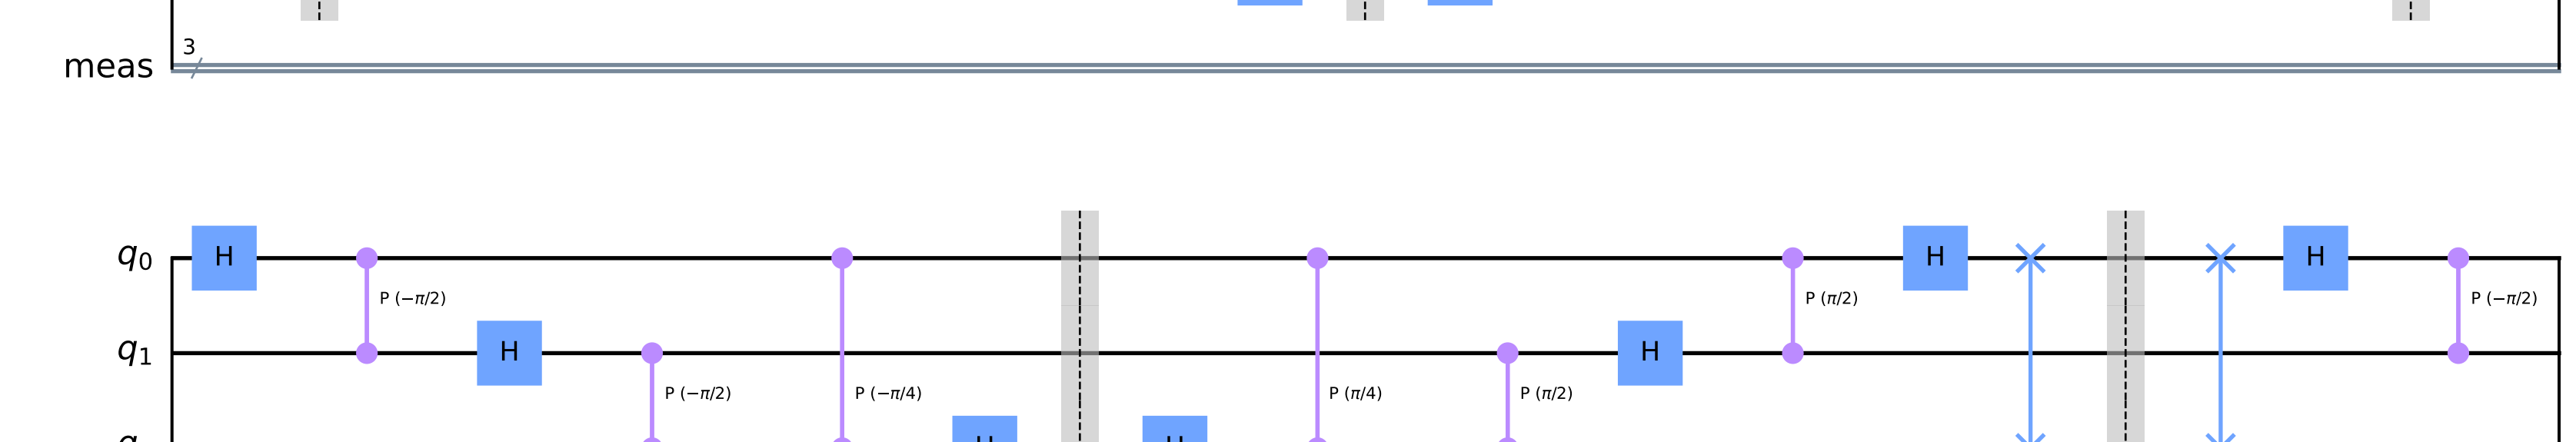 3
meas
q0 H H H
P (−π/2) P (π/2) P (−π/2)
q1 H H
P (−π/2) P (−π/4) P (π/4) P (π/2)